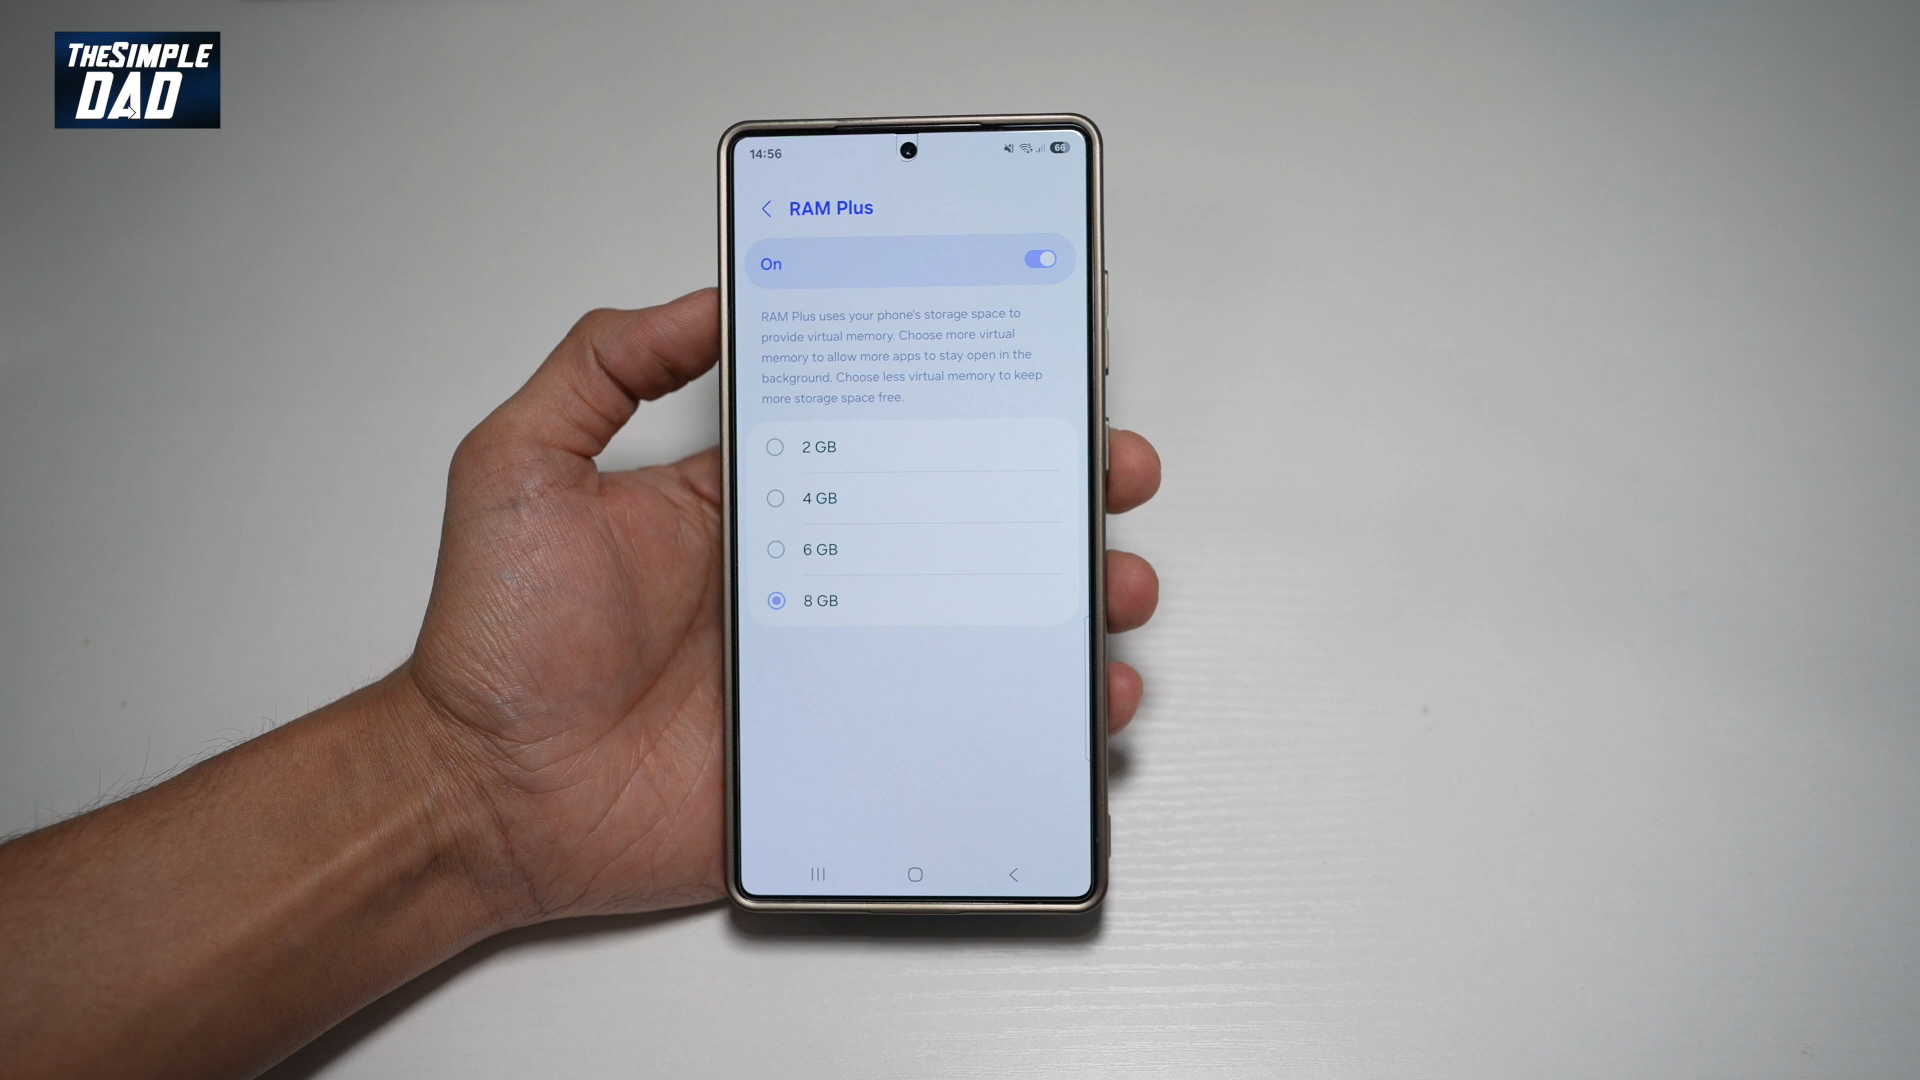 THESIMPLE
DAD
14:56
66
RAM Plus
On
RAM Plus uses your phone's storage space to
provide virtual memory. Choose more virtual
memory to allow more apps to stay open in the
background. Choose less virtual memory to keep
more storage space free.
2 GB
4 GB
6 GB
8 GB